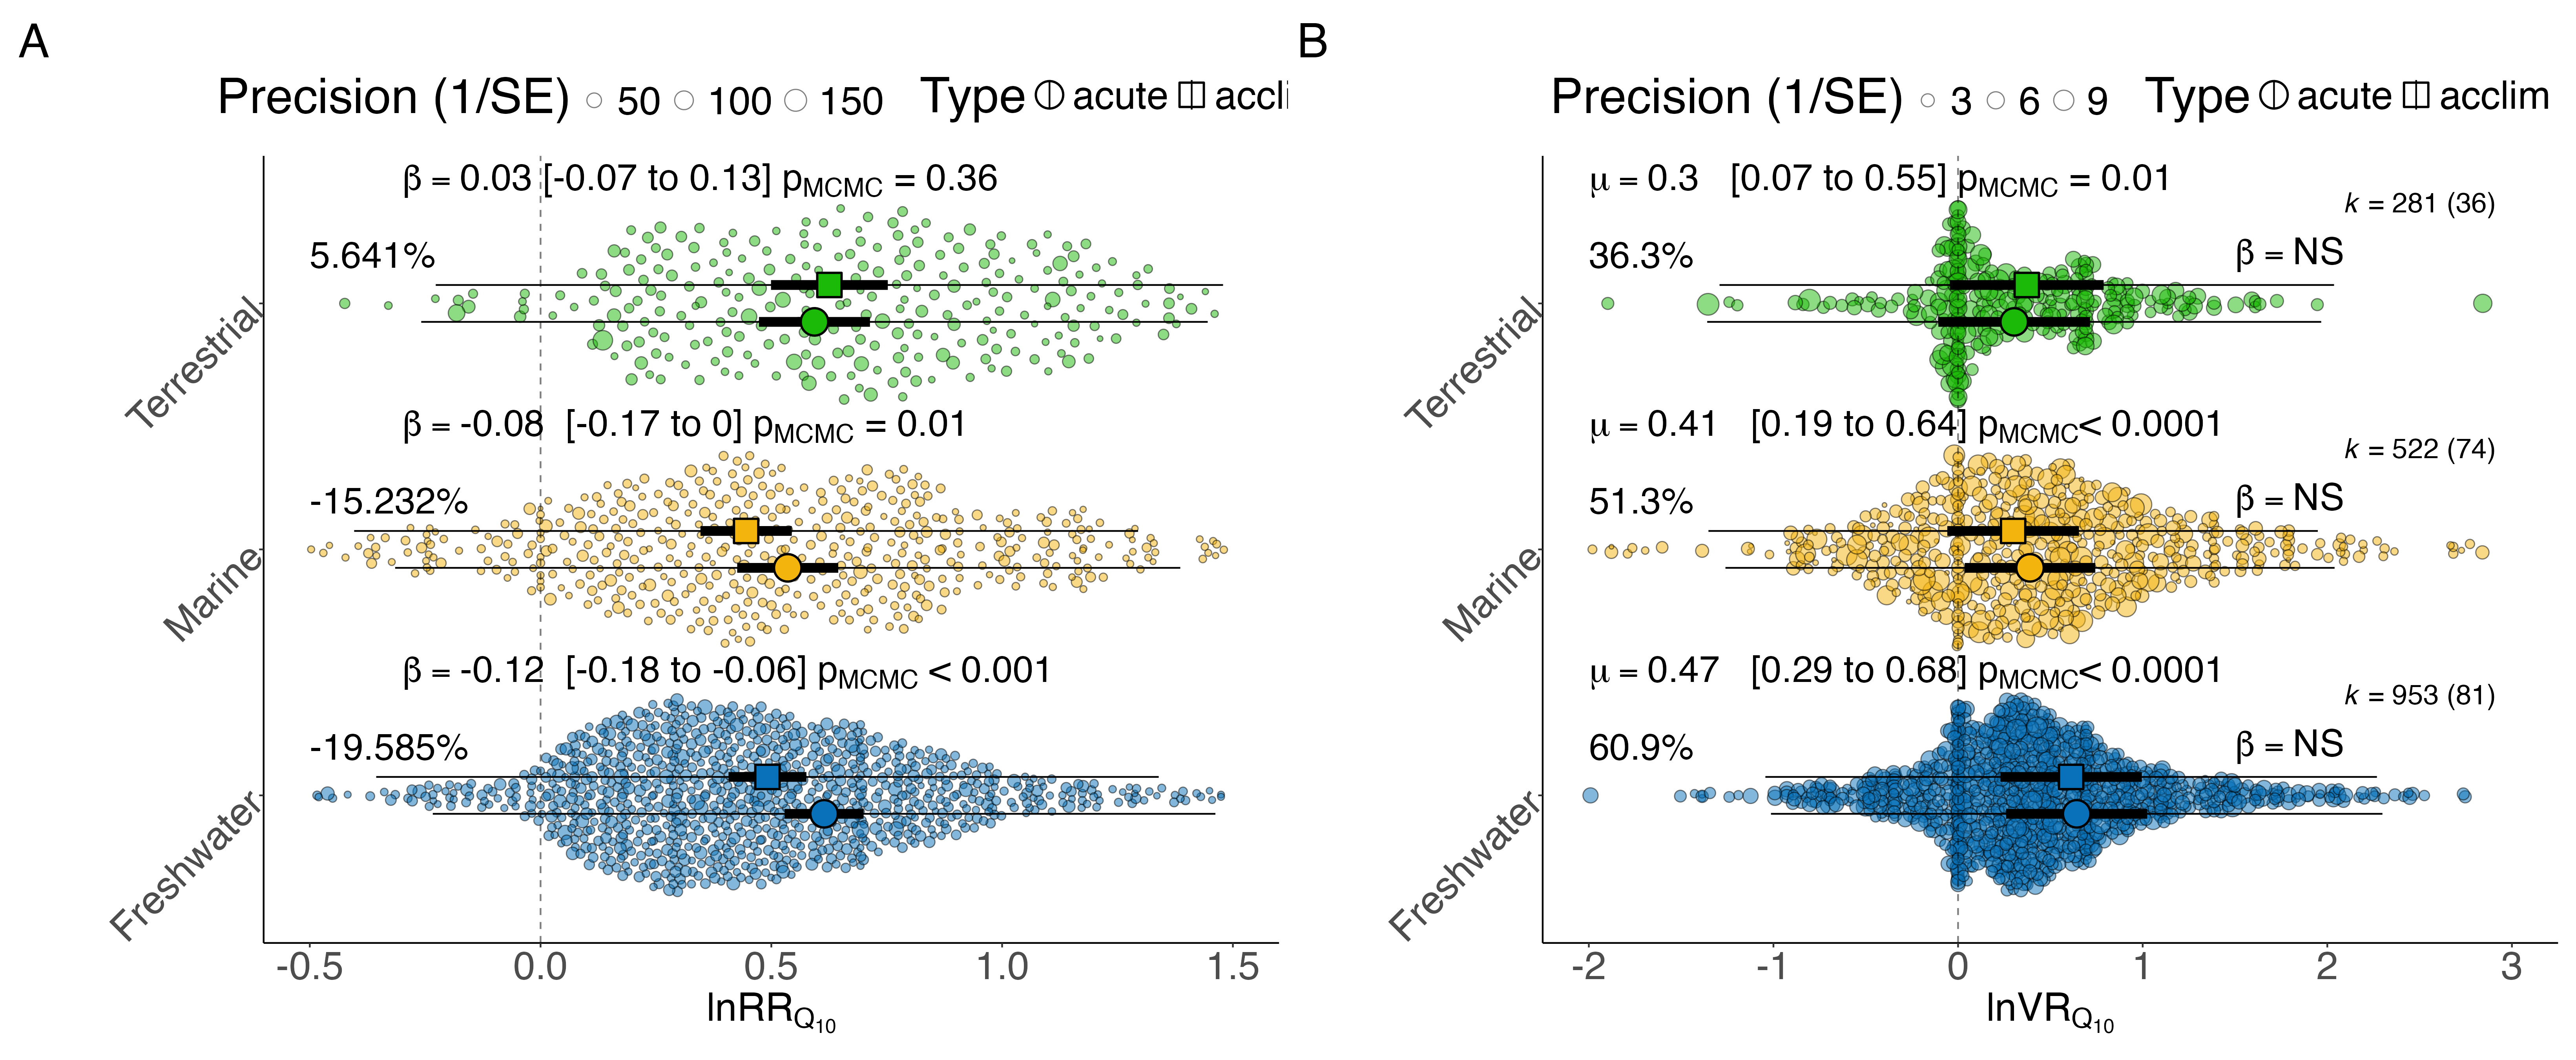 A
Precision (1/SE) 50 100 150 Type acute accli
β = 0.03 [-0.07 to 0.13] pMCMC = 0.36
5.641%
Terrestrial
β = -0.08 [-0.17 to 0] pMCMC = 0.01
-15.232%
Marine
β = -0.12 [-0.18 to -0.06] pMCMC < 0.001
-19.585%
Freshwater
-0.5 0.0 0.5 1.0 1.5
lnRRQ10
B
Precision (1/SE) 3 6 9 Type acute acclim
μ = 0.3 [0.07 to 0.55] pMCMC = 0.01
k = 281 (36)
36.3%
β = NS
Terrestrial
μ = 0.41 [0.19 to 0.64] pMCMC< 0.0001
k = 522 (74)
51.3%
β = NS
Marine
μ = 0.47 [0.29 to 0.68] pMCMC< 0.0001
k = 953 (81)
60.9%
β = NS
Freshwater
-2 -1 0 1 2 3
lnVRQ10